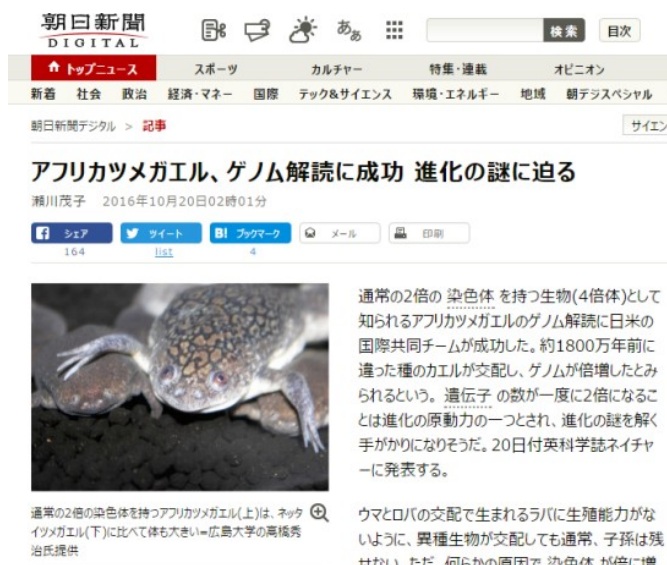 朝日新聞
DIGITAL
あぁあ
検索
目次
トップニュース スポーツ カルチャー 特集・連載 オピニオン
新着 社会 政治 経済・マネー 国際 テック&サイエンス 環境・エネルギー 地域 朝デジスペシャル
朝日新聞デジタル > 記事
サイエン
アフリカツメガエル、ゲノム解読に成功 進化の謎に迫る
瀬川茂子 2016年10月20日02時01分
シェア ツイート B! ブックマーク メール 印刷
164 list 4
通常の2倍の 染色体 を持つ生物(4倍体)として
知られるアフリカツメガエルのゲノム解読に日米の
国際共同チームが成功した。約1800万年前に
違った種のカエルが交配し、ゲノムが倍増したとみ
られるという。 遺伝子 の数が一度に2倍になるこ
とは進化の原動力の一つとされ、進化の謎を解く
手がかりになりそうだ。20日付英科学誌ネイチャ
ーに発表する。
通常の2倍の染色体を持つアフリカツメガエル(上)は、ネッタ
イツメガエル(下)に比べて体も大きい=広島大学の高橋秀
治氏提供
ウマとロバの交配で生まれるラバに生殖能力がな
いように、異種生物が交配しても通常、子孫は残
せない。ただ、何らかの原因で 染色体 が倍に増